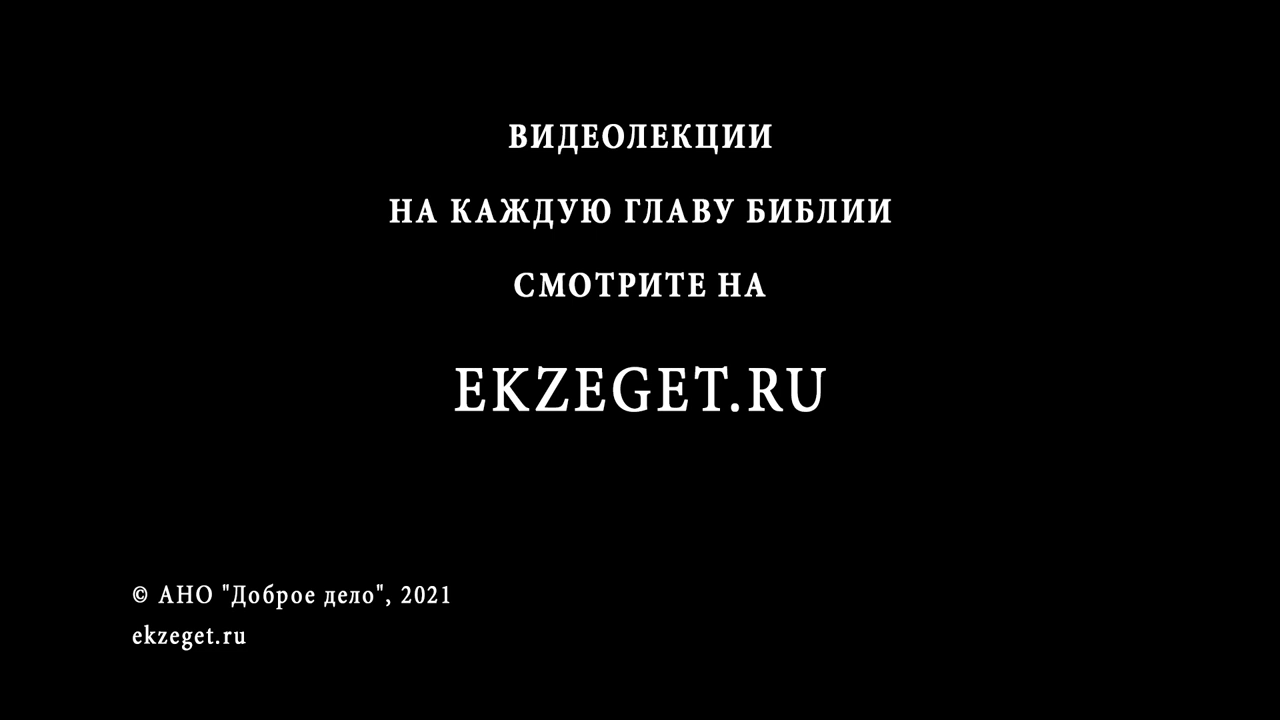 ВИДЕОЛЕКЦИИ
НА КАЖДУЮ ГЛАВУ БИБЛИИ
СМОТРИТЕ НА
EKZEGET.RU
© АНО "Доброе дело", 2021
ekzeget.ru